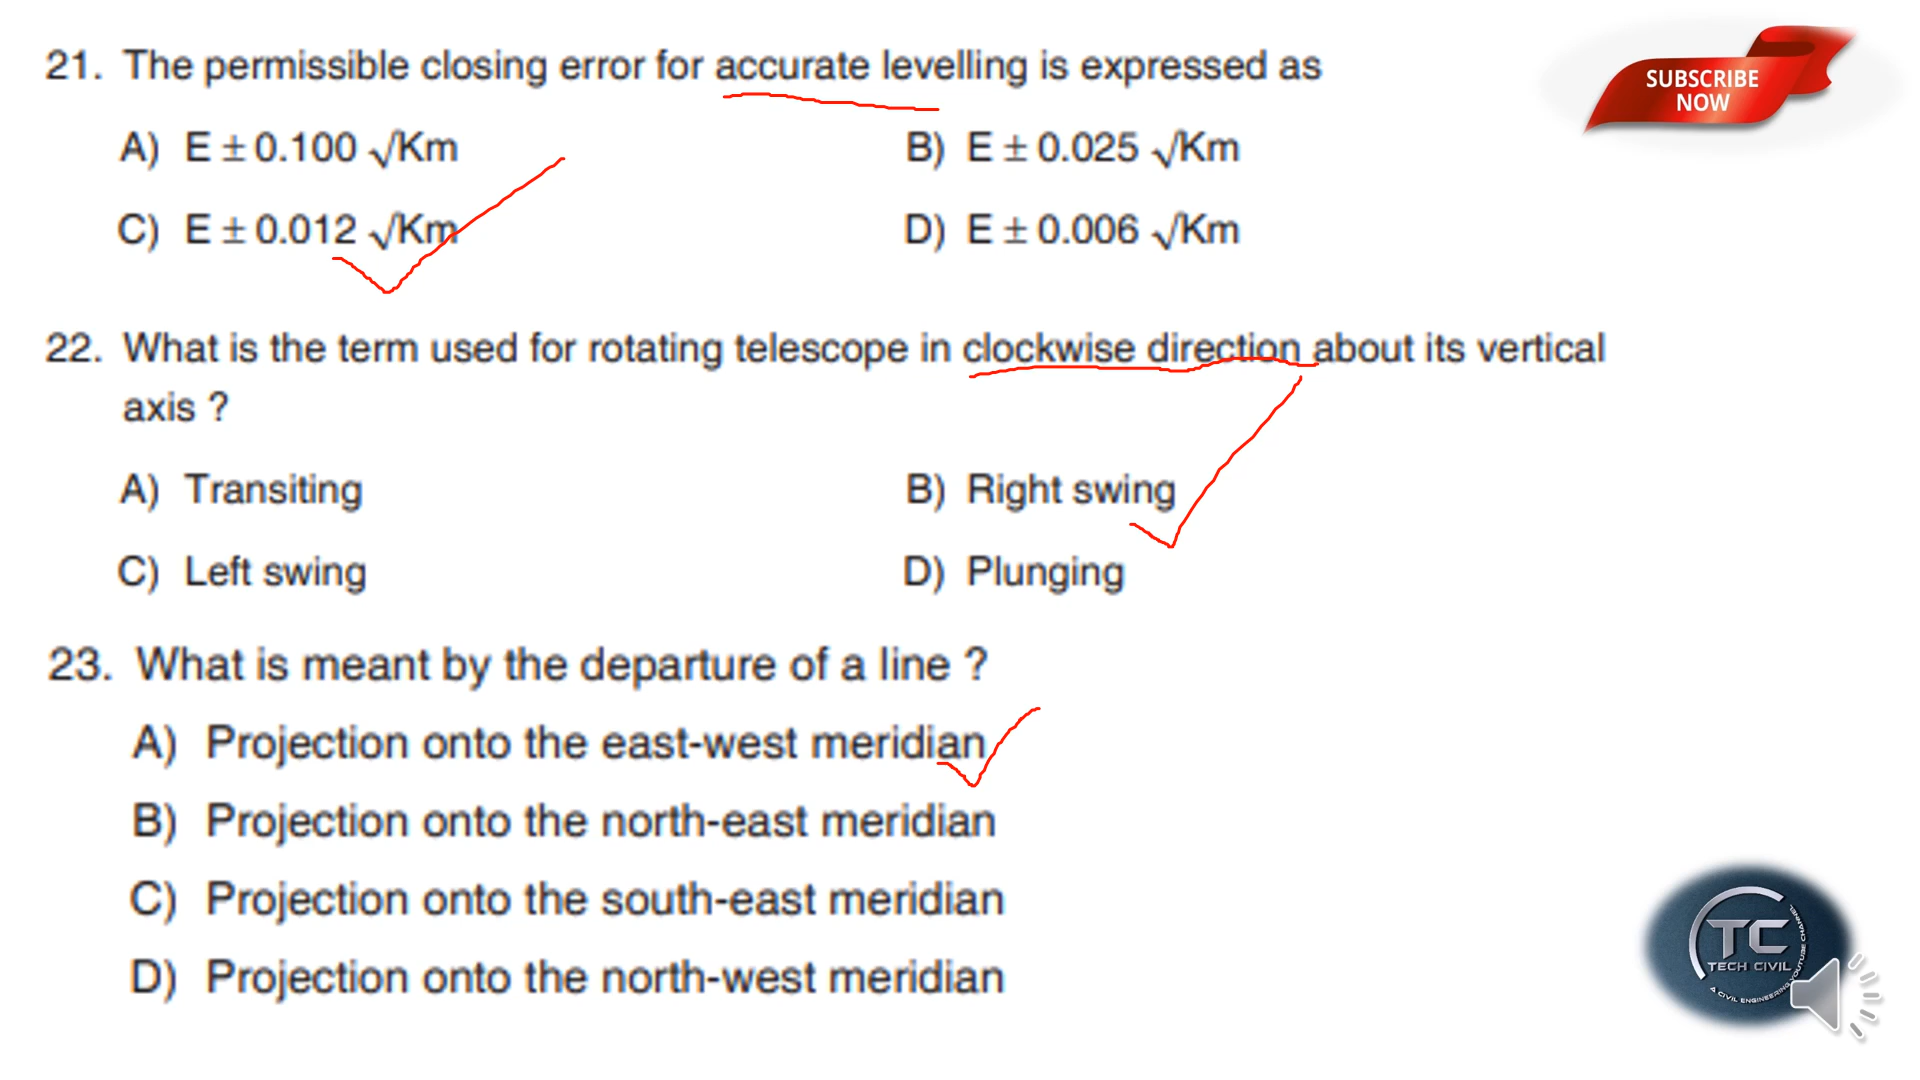 21. The permissible closing error for accurate levelling is expressed as
A) E ± 0.100 √Km
B) E ± 0.025 √Km
C) E ± 0.012 √Km
D) E ± 0.006 √Km
22. What is the term used for rotating telescope in clockwise direction about its vertical
axis ?
A) Transiting
B) Right swing
C) Left swing
D) Plunging
23. What is meant by the departure of a line ?
A) Projection onto the east-west meridian
B) Projection onto the north-east meridian
C) Projection onto the south-east meridian
D) Projection onto the north-west meridian
SUBSCRIBE
NOW
TC
TECH CIVIL
A CIVIL ENGINEERING YOUTUBE CHANNEL